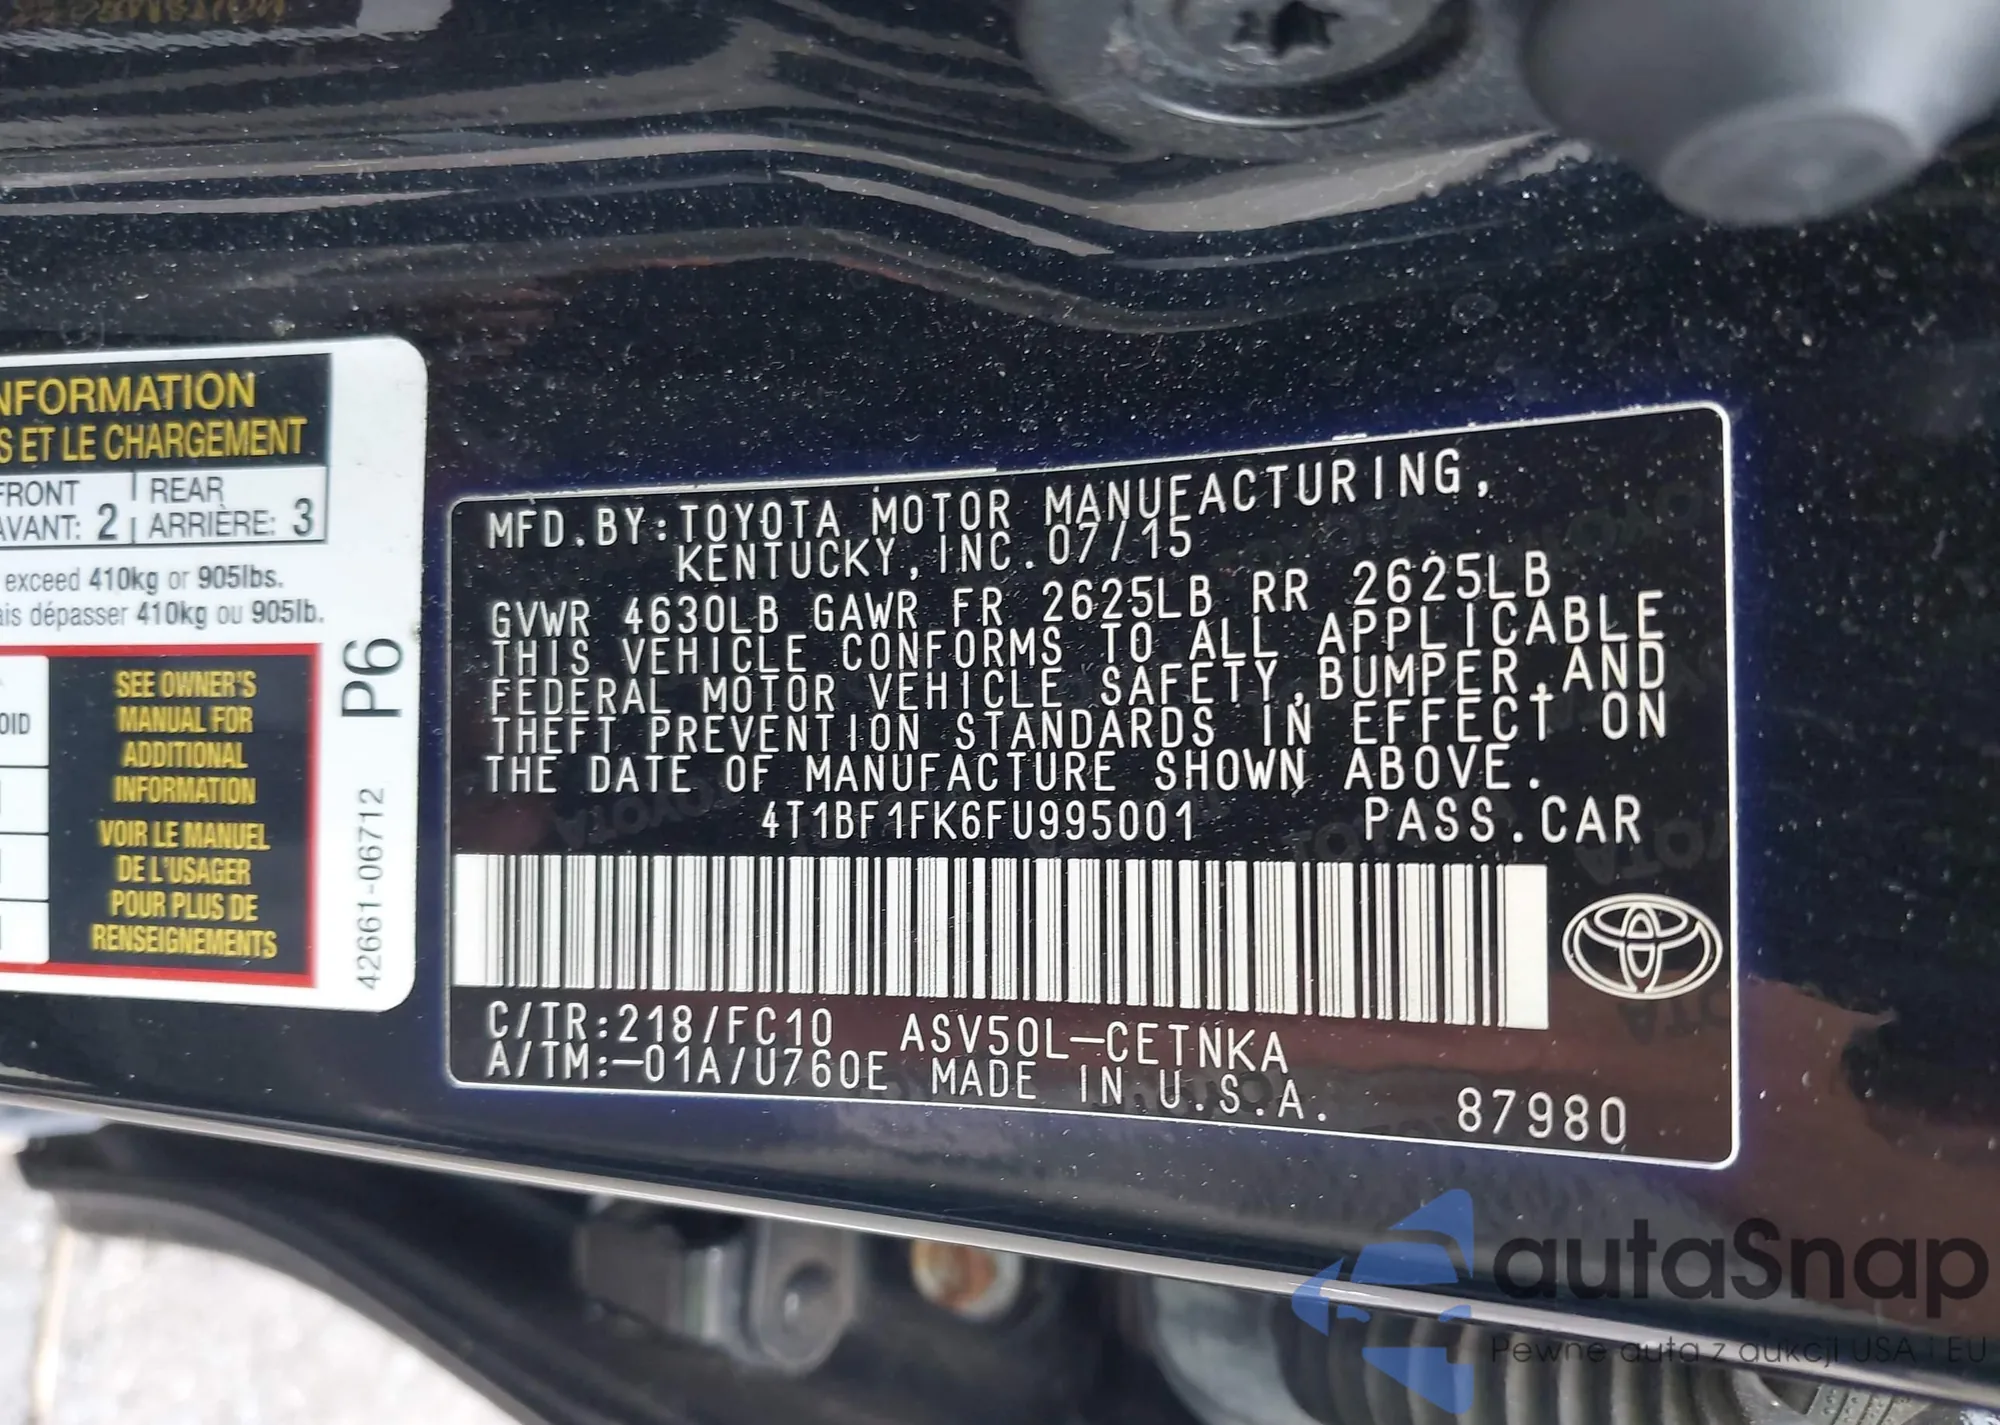 NFORMATION
S ET LE CHARGEMENT
FRONT | REAR
AVANT: 2 | ARRIÈRE: 3
exceed 410kg or 905lbs.
ais dépasser 410kg ou 905lb.
OID
SEE OWNER'S
MANUAL FOR
ADDITIONAL
INFORMATION
VOIR LE MANUEL
DE L'USAGER
POUR PLUS DE
RENSEIGNEMENTS
P6
42661-06712
MFD.BY:TOYOTA MOTOR MANUFACTURING,
KENTUCKY, INC.07/15
GVWR 4630LB GAWR FR 2625LB RR 2625LB
THIS VEHICLE CONFORMS TO ALL APPLICABLE
FEDERAL MOTOR VEHICLE SAFETY,BUMPER,AND
THEFT PREVENTION STANDARDS IN EFFECT ON
THE DATE OF MANUFACTURE SHOWN ABOVE.
4T1BF1FK6FU995001 PASS.CAR
C/TR:218/FC10 ASV50L-CETNKA
A/TM:-01A/U760E MADE IN U.S.A. 87980
autaSnap
Pewne auta z aukcji USA i EU